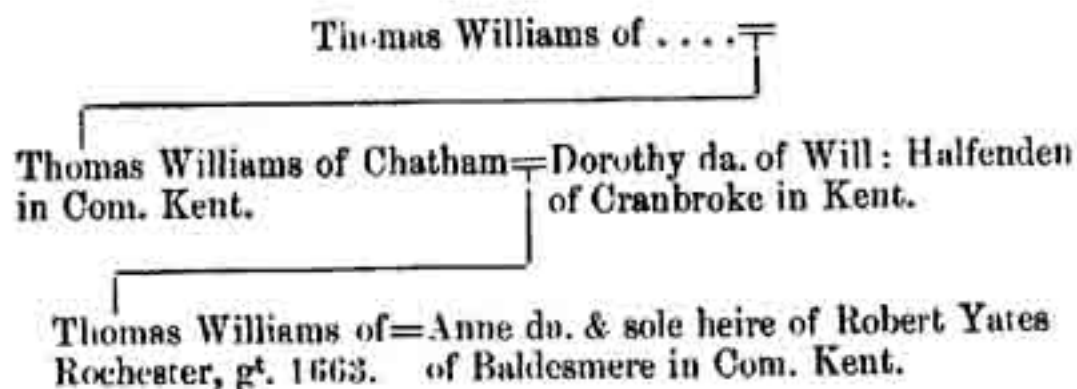 Thomas Williams of ....
Thomas Williams of Chatham=Dorothy da. of Will: Halfenden
in Com. Kent. of Cranbroke in Kent.
Thomas Williams of=Anne da. & sole heire of Robert Yates
Rochester, gt. 1663. of Baldesmere in Com. Kent.